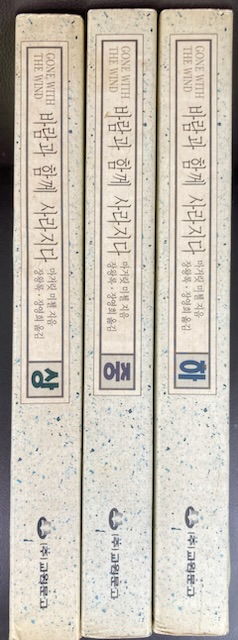 GONE WITH
THE WIND
바람과 함께 사라지다
마거릿 미첼 지음
장왕록·장영희 옮김
상
(주)교원문고
GONE WITH
THE WIND
바람과 함께 사라지다
마거릿 미첼 지음
장왕록·장영희 옮김
중
(주)교원문고
GONE WITH
THE WIND
바람과 함께 사라지다
마거릿 미첼 지음
장왕록·장영희 옮김
하
(주)교원문고